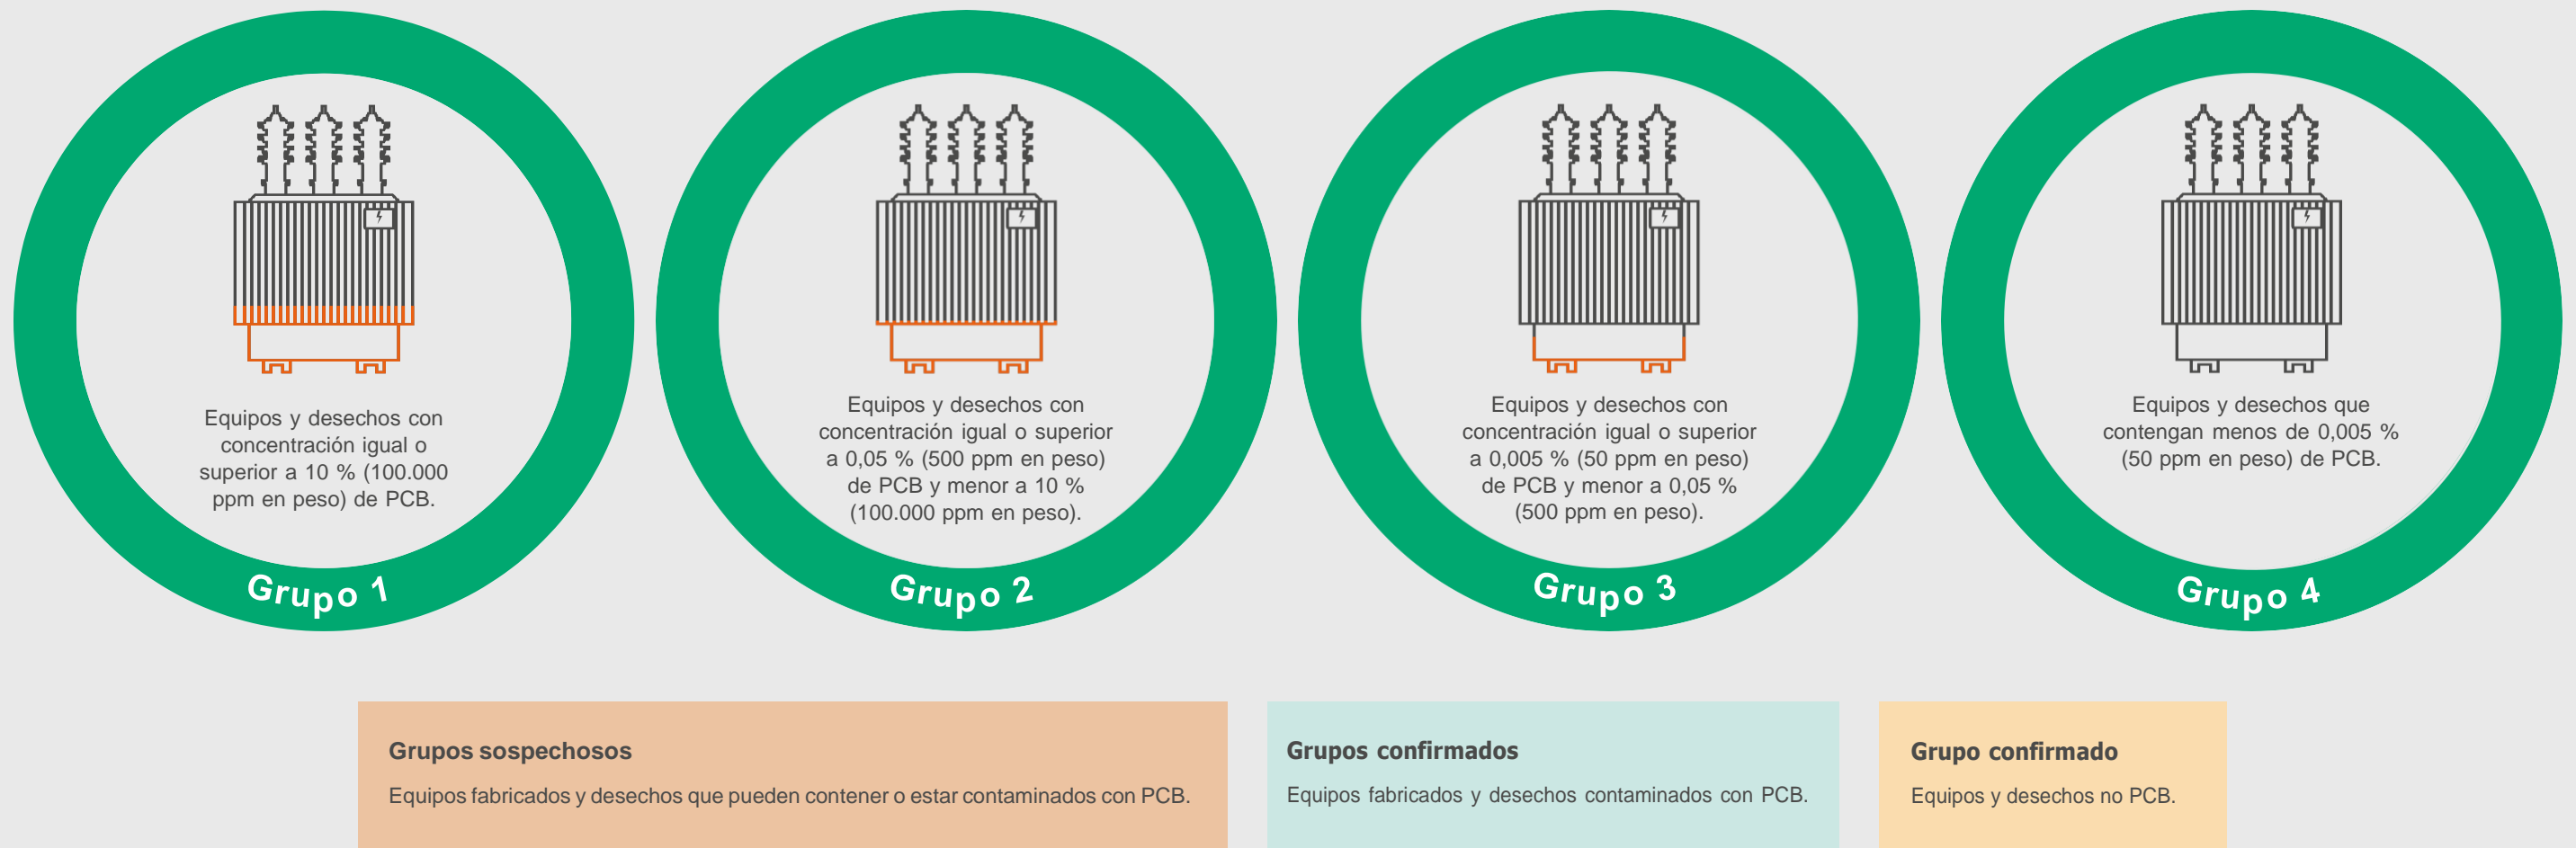 Equipos y desechos con
concentración igual o
superior a 10 % (100.000
ppm en peso) de PCB.
Grupo 1
Equipos y desechos con
concentración igual o superior
a 0,05 % (500 ppm en peso)
de PCB y menor a 10 %
(100.000 ppm en peso).
Grupo 2
Equipos y desechos con
concentración igual o superior
a 0,005 % (50 ppm en peso)
de PCB y menor a 0,05 %
(500 ppm en peso).
Grupo 3
Equipos y desechos que
contengan menos de 0,005 %
(50 ppm en peso) de PCB.
Grupo 4
Grupos sospechosos
Equipos fabricados y desechos que pueden contener o estar contaminados con PCB.
Grupos confirmados
Equipos fabricados y desechos contaminados con PCB.
Grupo confirmado
Equipos y desechos no PCB.